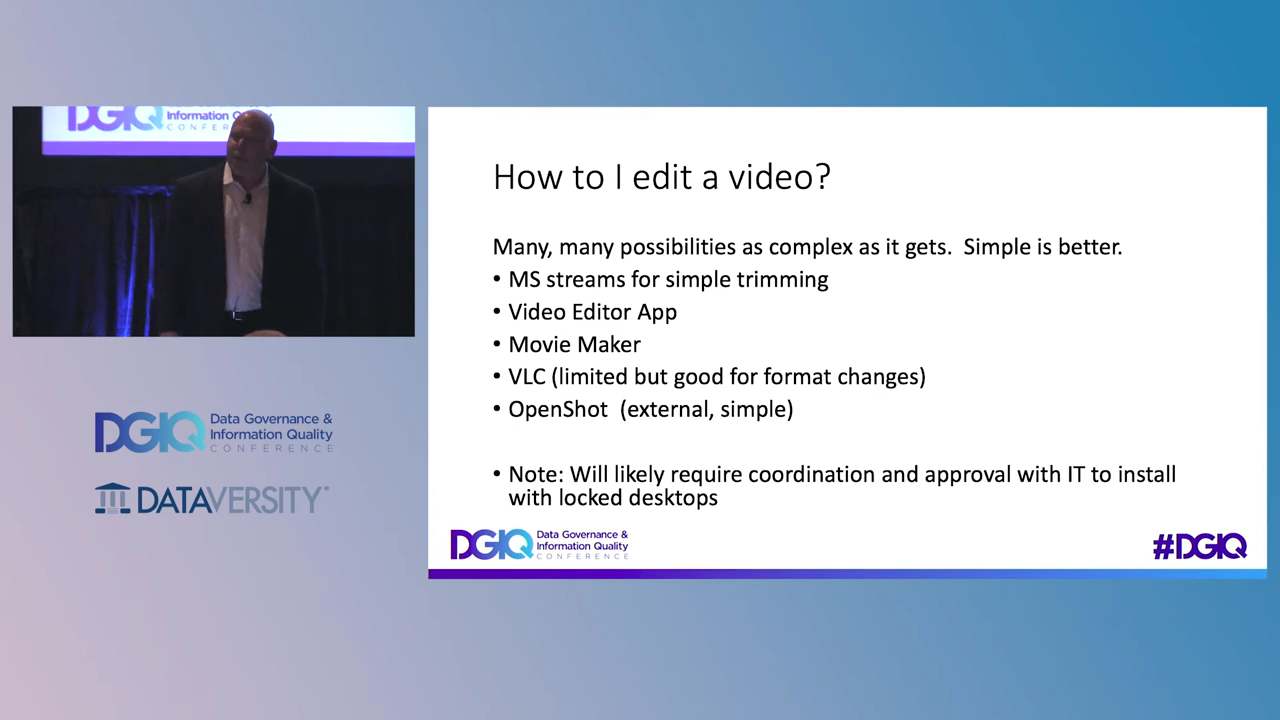 DGIQ
Information Quality
CONFER
How to I edit a video?
Many, many possibilities as complex as it gets.  Simple is better.
• MS streams for simple trimming
• Video Editor App
• Movie Maker
• VLC (limited but good for format changes)
• OpenShot  (external, simple)
• Note: Will likely require coordination and approval with IT to install
with locked desktops
DGIQ Data Governance &
Information Quality
CONFERENCE
#DGIQ
DGIQ Data Governance &
Information Quality
CONFERENCE
DATAVERSITY